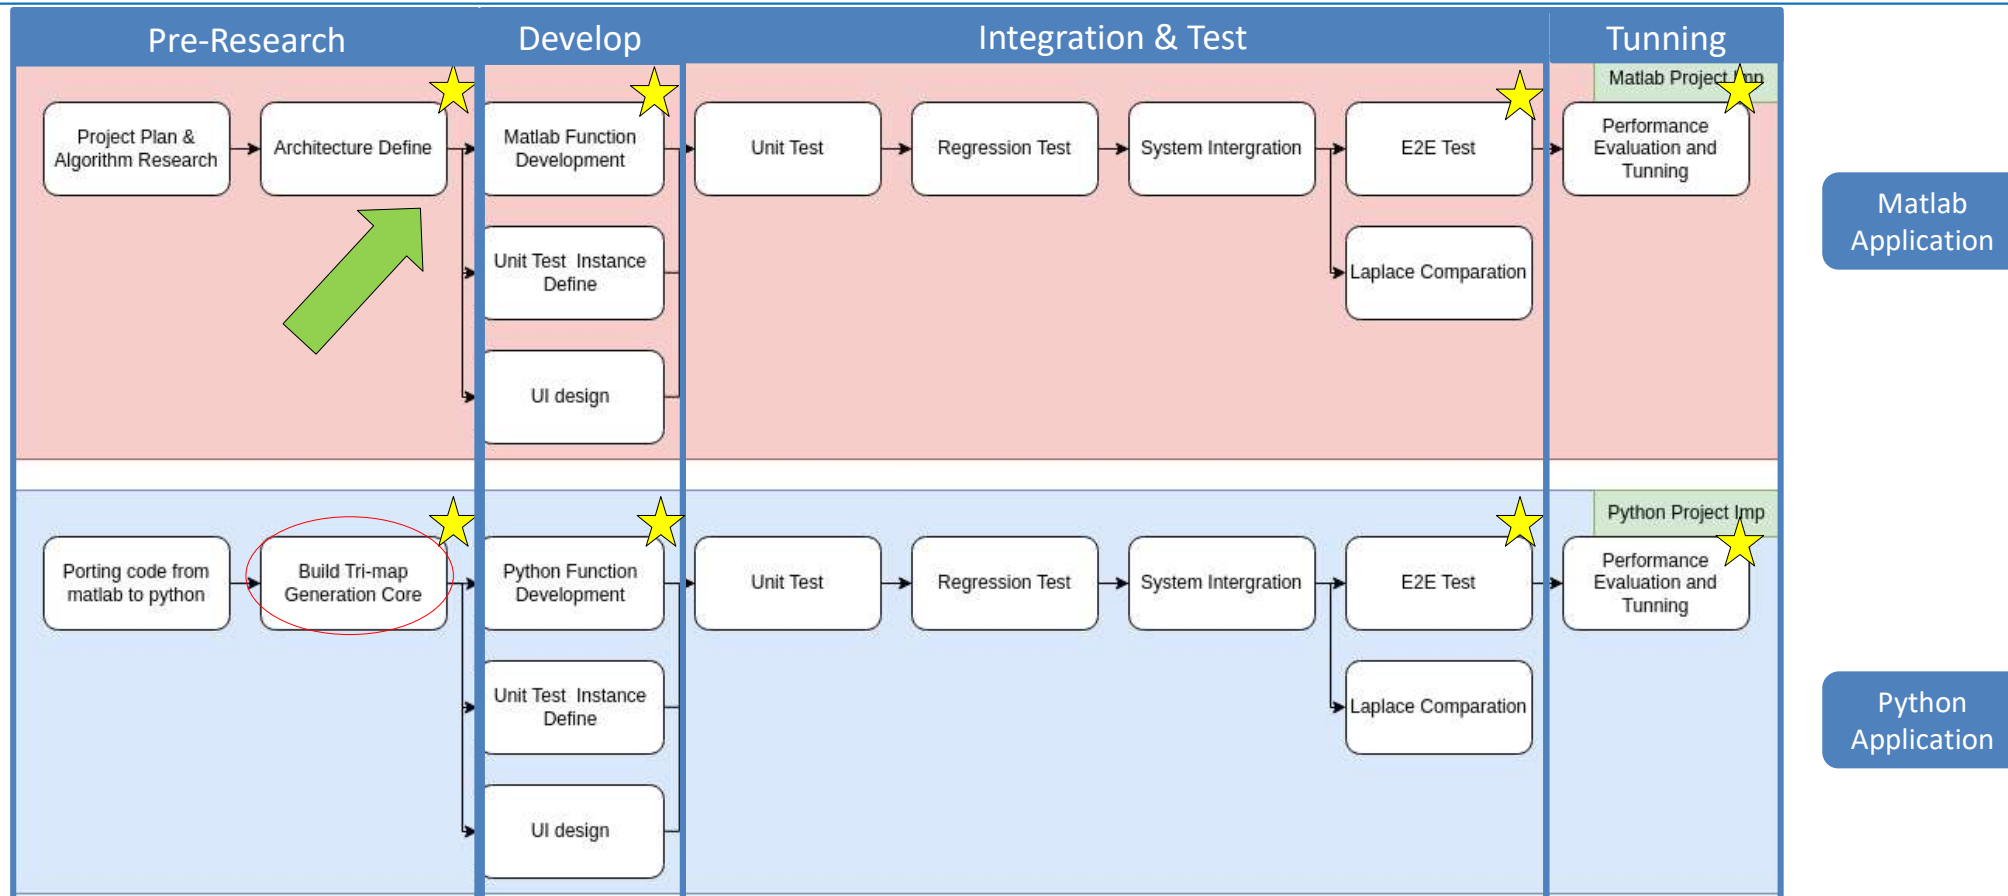 Pre-Research
Develop
Integration & Test
Tunning
Matlab Project Imp
Project Plan &
Algorithm Research
Architecture Define
Matlab Function
Development
Unit Test
Regression Test
System Intergration
E2E Test
Performance
Evaluation and
Tunning
Unit Test Instance
Define
Laplace Comparation
UI design
Matlab
Application
Python Project Imp
Porting code from
matlab to python
Build Tri-map
Generation Core
Python Function
Development
Unit Test
Regression Test
System Intergration
E2E Test
Performance
Evaluation and
Tunning
Unit Test Instance
Define
Laplace Comparation
UI design
Python
Application